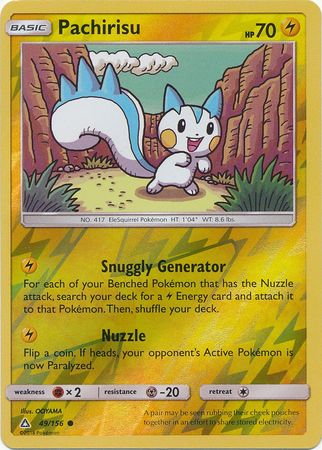 BASIC Pachirisu HP 70
NO. 417 EleSquirrel Pokémon HT: 1'04" WT: 8.6 lbs.
Snuggly Generator
For each of your Benched Pokémon that has the Nuzzle
attack, search your deck for a Energy card and attach it
to that Pokémon. Then, shuffle your deck.
Nuzzle
Flip a coin. If heads, your opponent's Active Pokémon is
now Paralyzed.
weakness × 2 resistance -20 retreat
Illus. OOYAMA
49/156
©2018 Pokémon
A pair may be seen rubbing their cheek pouches
together in an effort to share stored electricity.